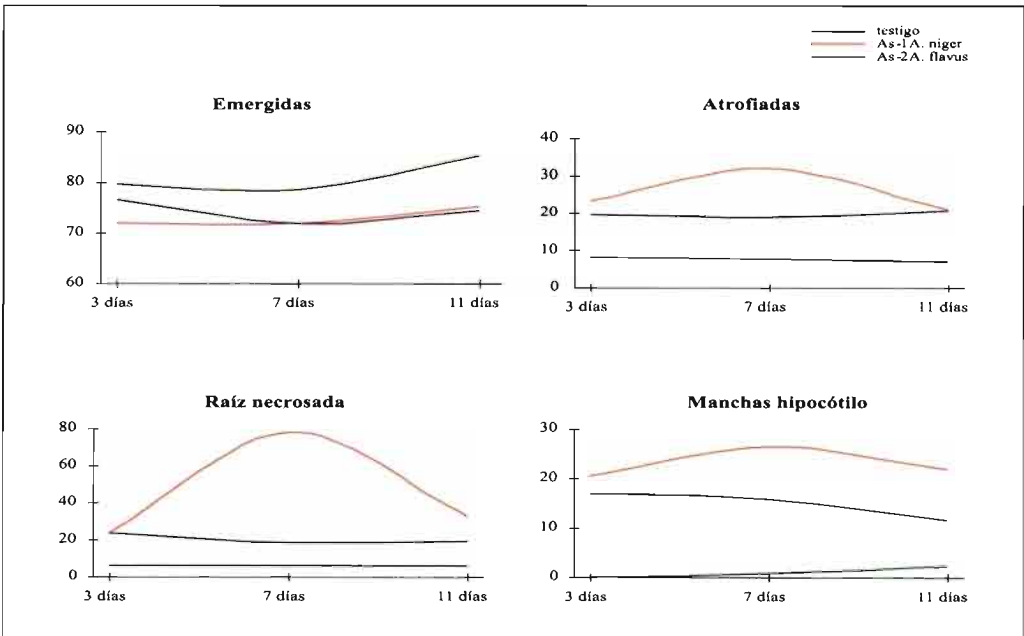 testigo
As-1A. niger
As-2A. flavus
Emergidas
90
80
70
60
3 días
7 días
11 días
Atrofiadas
40
30
20
10
0
3 días
7 días
11 días
Raíz necrosada
80
60
40
20
0
3 días
7 días
11 días
Manchas hipocótilo
30
20
10
0
3 días
7 días
11 días